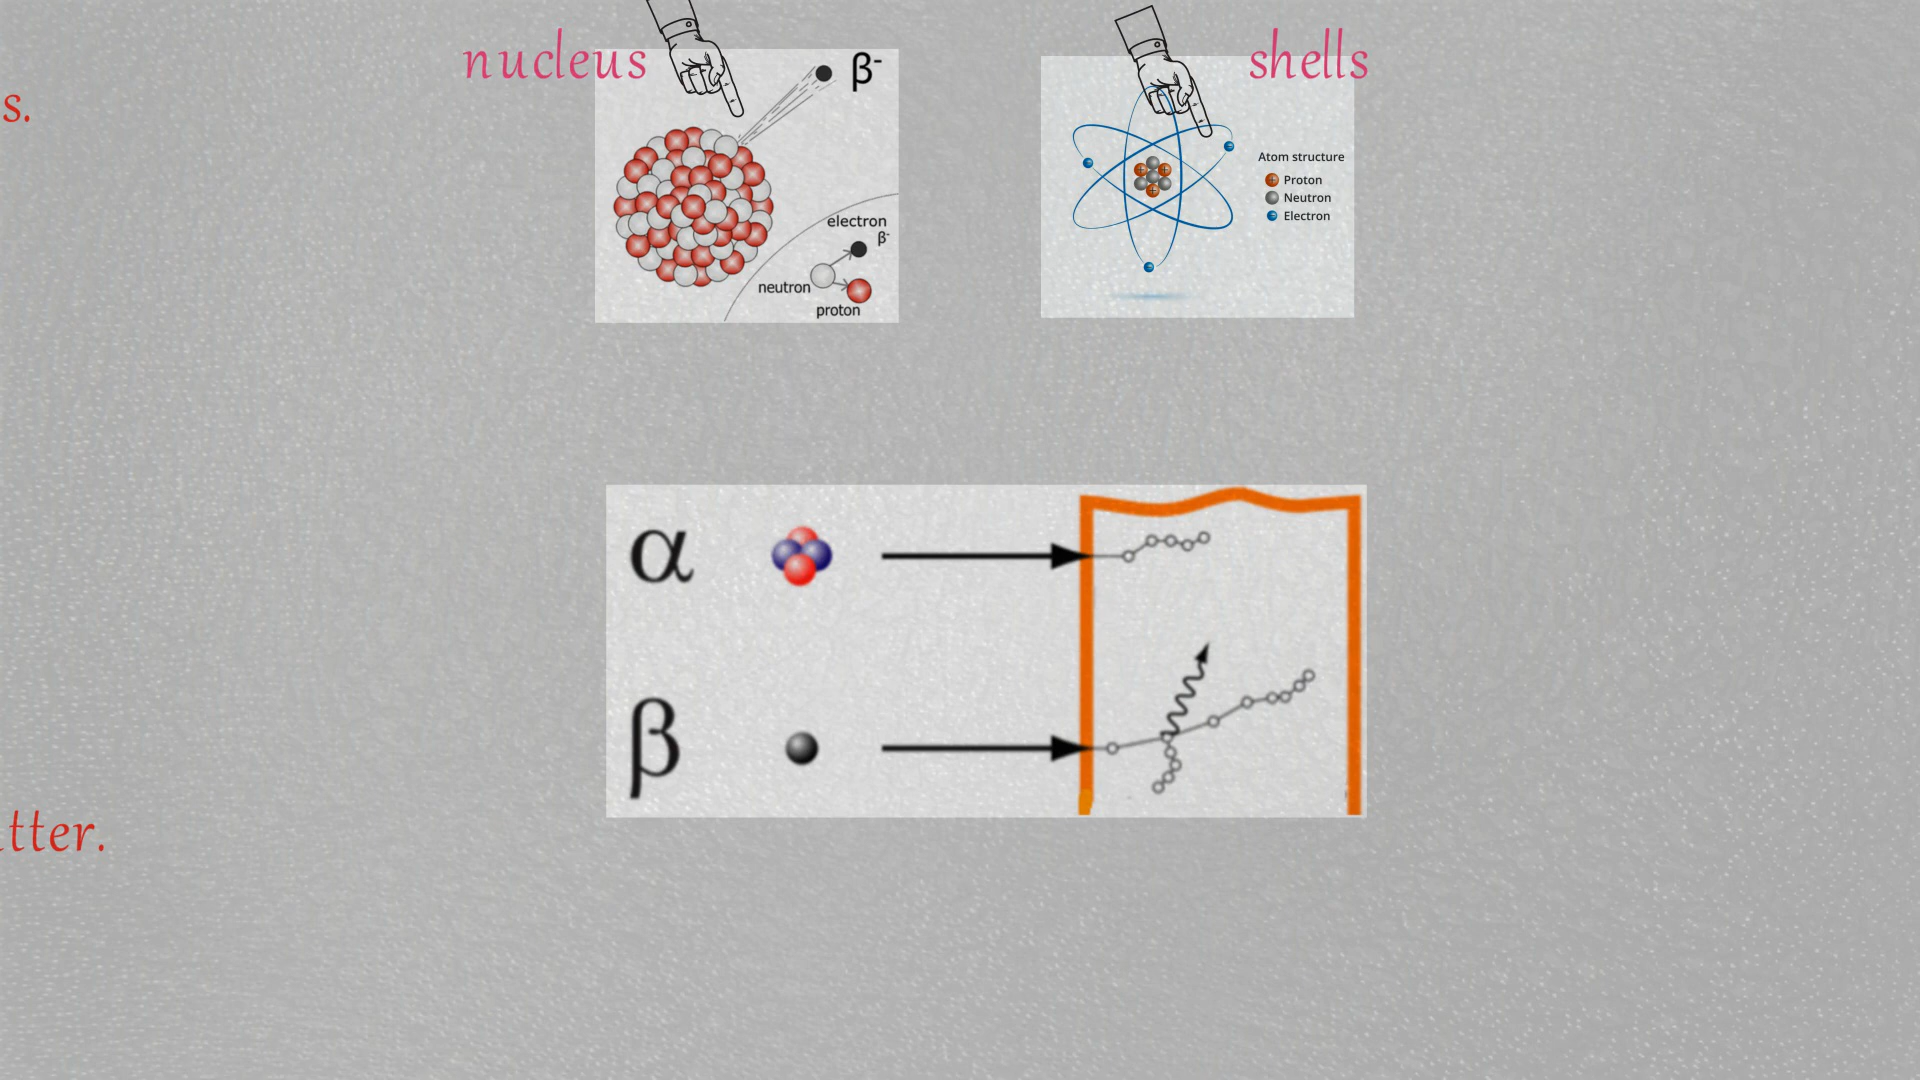 nucleus
β-
shells
s.
Atom structure
Proton
Neutron
Electron
electron
β-
neutron
proton
α
β
tter.